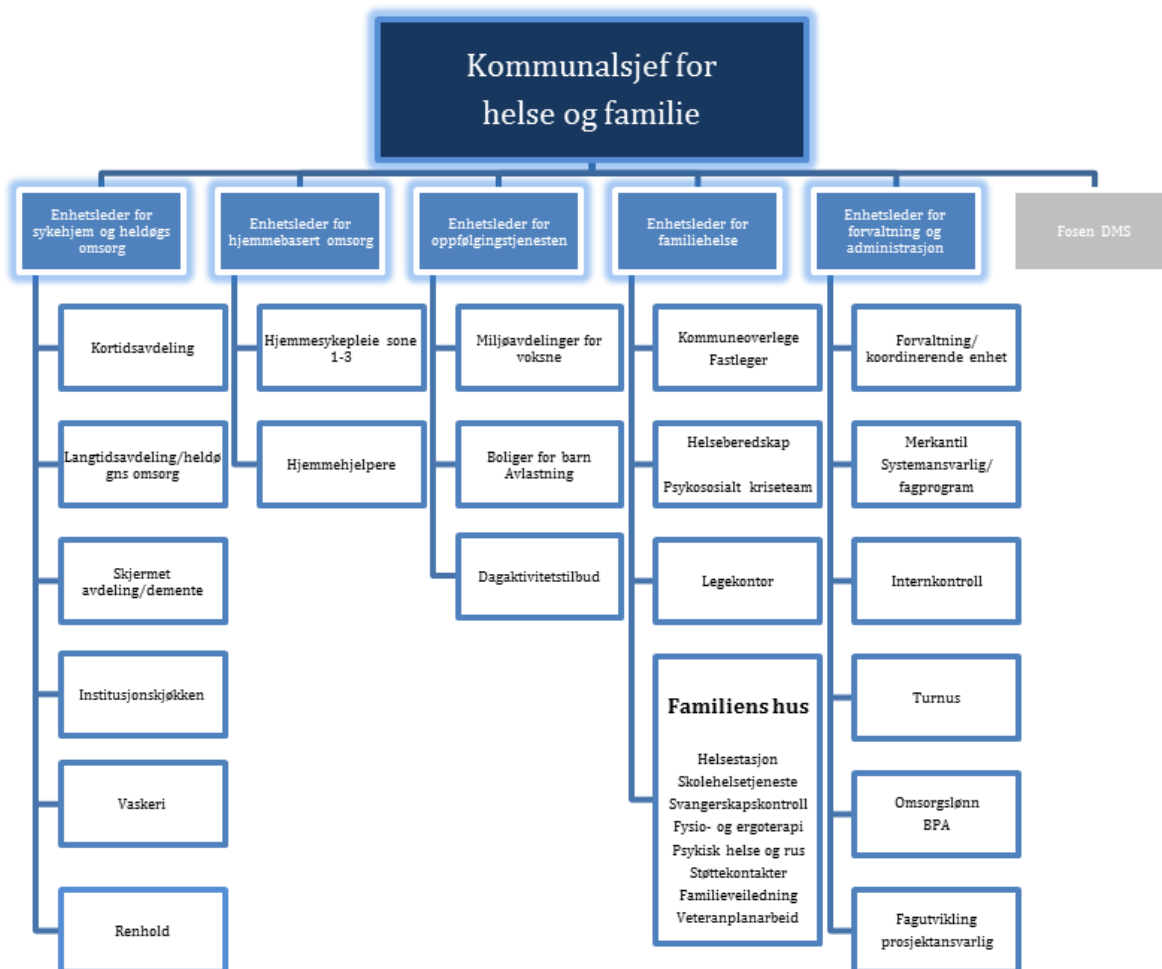 Kommunalsjef for
helse og familie
Enhetsleder for
sykehjem og heldøgs
omsorg
Enhetsleder for
hjemmebasert omsorg
Enhetsleder for
oppfølgingstjenesten
Enhetsleder for
familiehelse
Enhetsleder for
forvaltning og
administrasjon
Fosen DMS
Kortidsavdeling
Langtidsavdeling/heldø
gns omsorg
Skjermet
avdeling/demente
Institusjonskjøkken
Vaskeri
Renhold
Hjemmesykepleie sone
1-3
Hjemmehjelpere
Miljøavdelinger for
voksne
Boliger for barn
Avlastning
Dagaktivitetstilbud
Kommuneoverlege
Fastleger
Helseberedskap
Psykososialt kriseteam
Legekontor
Familiens hus
Helsestasjon
Skolehelsetjeneste
Svangerskapskontroll
Fysio- og ergoterapi
Psykisk helse og rus
Støttekontakter
Familieveiledning
Veteranplanarbeid
Forvaltning/
koordinerende enhet
Merkantil
Systemansvarlig/
fagprogram
Internkontroll
Turnus
Omsorgslønn
BPA
Fagutvikling
prosjektansvarlig